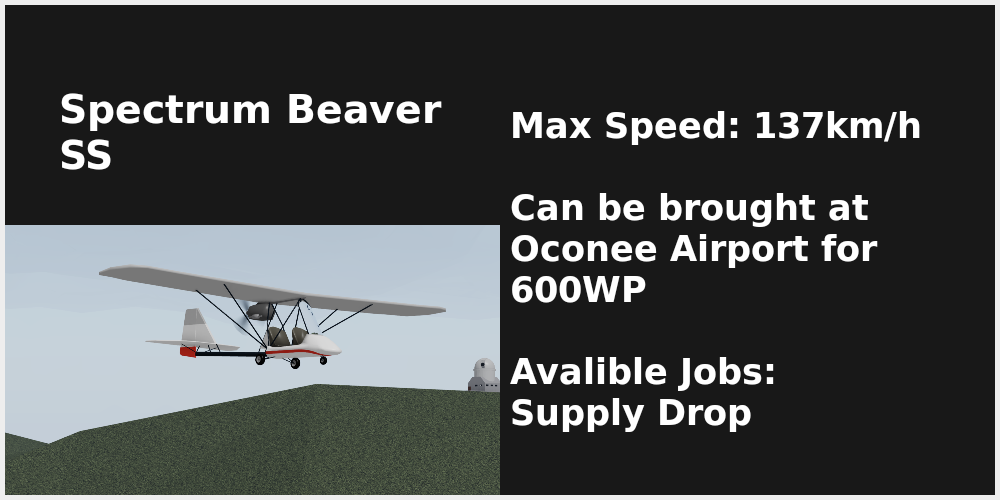 Spectrum Beaver
SS
Max Speed: 137km/h
Can be brought at
Oconee Airport for
600WP
Avalible Jobs:
Supply Drop